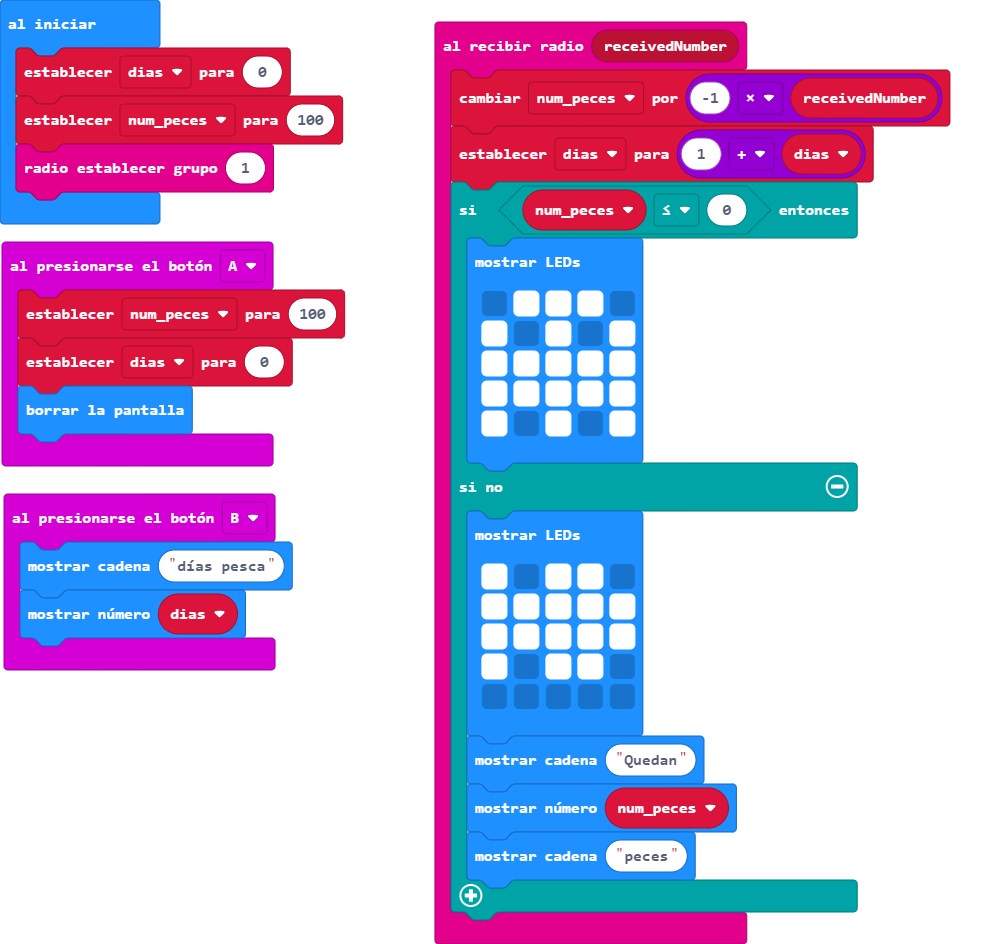 al iniciar
establecer dias para 0
establecer num_peces para 100
radio establecer grupo 1
al presionarse el botón A
establecer num_peces para 100
establecer dias para 0
borrar la pantalla
al presionarse el botón B
mostrar cadena "días pesca"
mostrar número dias
al recibir radio receivedNumber
cambiar num_peces por -1 × receivedNumber
establecer dias para 1 + dias
si num_peces ≤ 0 entonces
mostrar LEDs
si no
mostrar LEDs
mostrar cadena "Quedan"
mostrar número num_peces
mostrar cadena "peces"